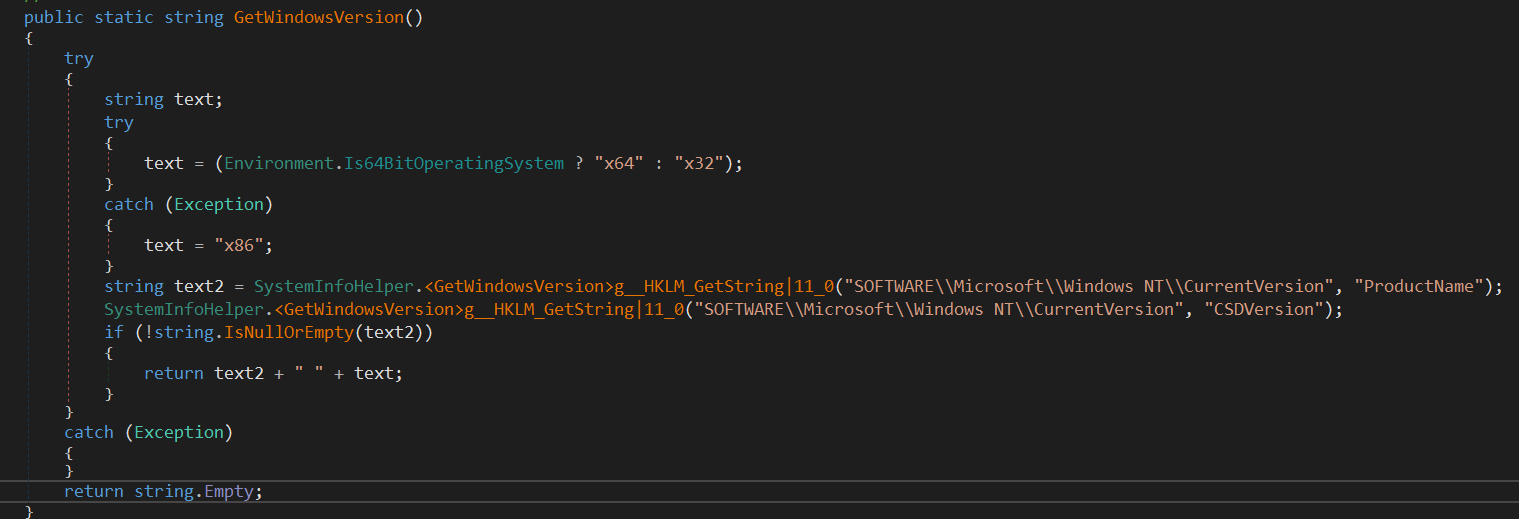 public static string GetWindowsVersion()
{
try
{
string text;
try
{
text = (Environment.Is64BitOperatingSystem ? "x64" : "x32");
}
catch (Exception)
{
text = "x86";
}
string text2 = SystemInfoHelper.<GetWindowsVersion>g__HKLM_GetString|11_0("SOFTWARE\\Microsoft\\Windows NT\\CurrentVersion", "ProductName");
SystemInfoHelper.<GetWindowsVersion>g__HKLM_GetString|11_0("SOFTWARE\\Microsoft\\Windows NT\\CurrentVersion", "CSDVersion");
if (!string.IsNullOrEmpty(text2))
{
return text2 + " " + text;
}
}
catch (Exception)
{
}
return string.Empty;
}